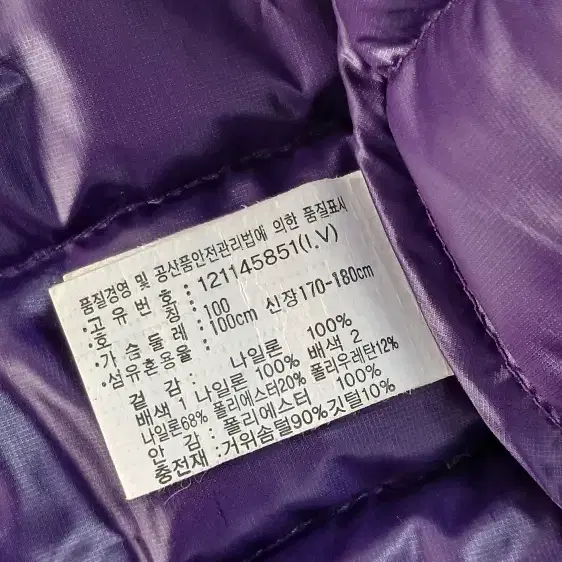 품질경영 및 공산품안전관리법에 의한 품질표시
·고유번호 : 121145851(I.V)
·호칭 : 100
·가슴둘레 : 100cm 신장170-180cm
·섬유혼용율
겉감 : 나일론 100%
배색1 나일론 100% 배색 2
나일론68% 폴리에스터20% 폴리우레탄12%
안감 : 폴리에스터 100%
충전재 : 거위솜털90%깃털10%